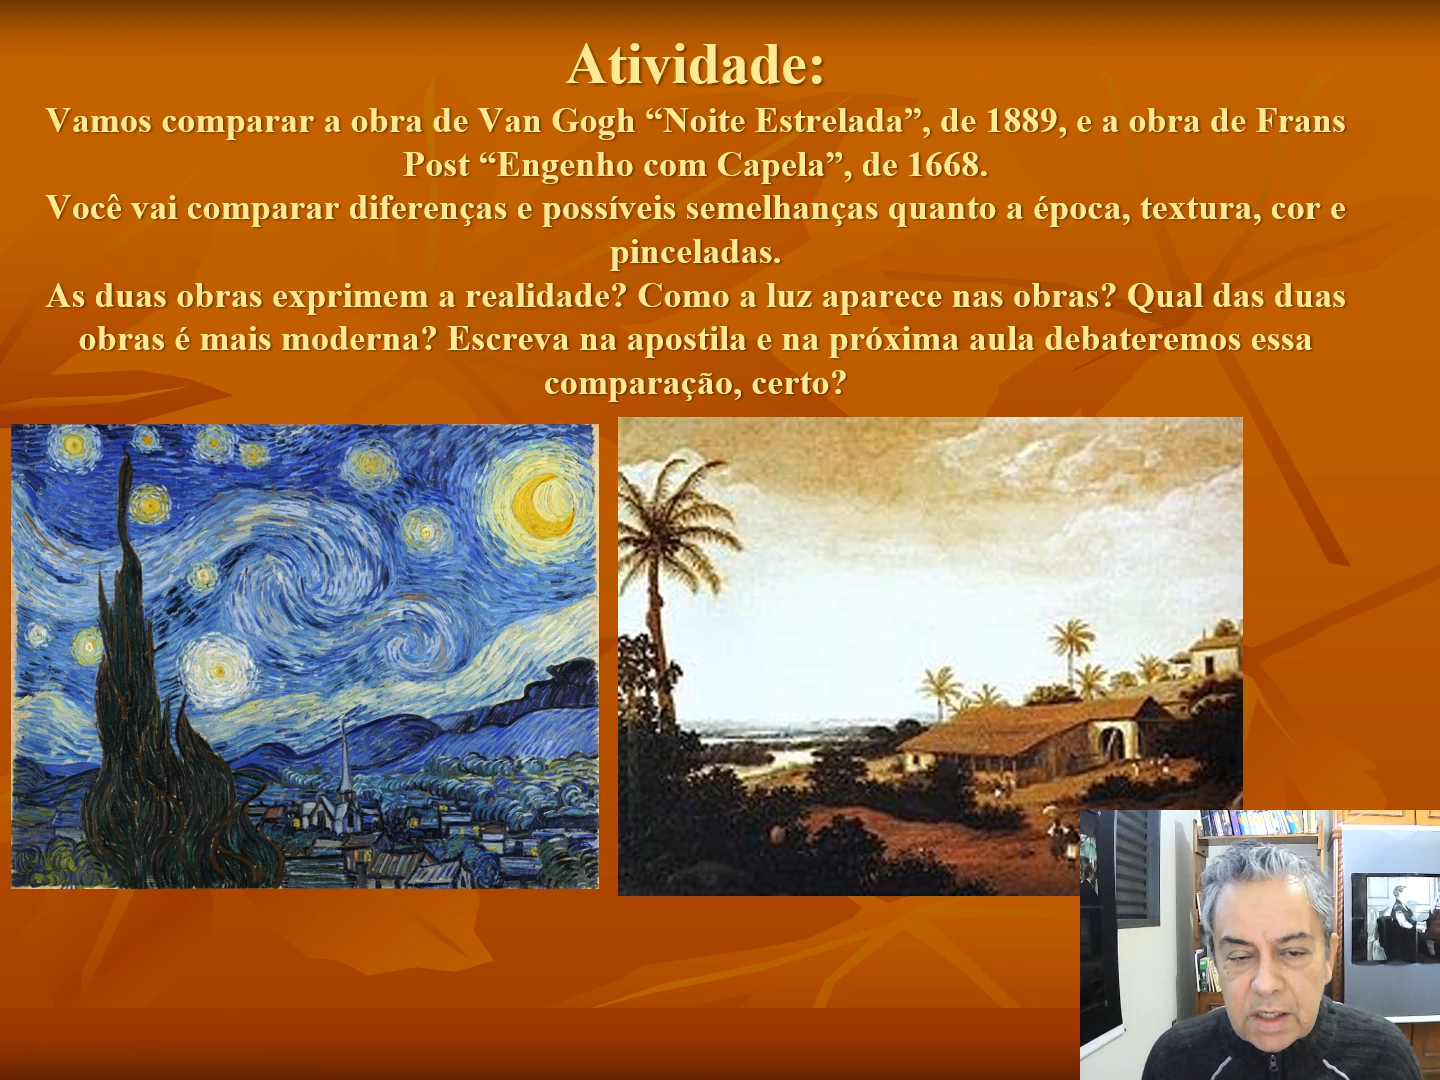 Atividade:
Vamos comparar a obra de Van Gogh “Noite Estrelada”, de 1889, e a obra de Frans
Post “Engenho com Capela”, de 1668.
Você vai comparar diferenças e possíveis semelhanças quanto a época, textura, cor e
pinceladas.
As duas obras exprimem a realidade? Como a luz aparece nas obras? Qual das duas
obras é mais moderna? Escreva na apostila e na próxima aula debateremos essa
comparação, certo?